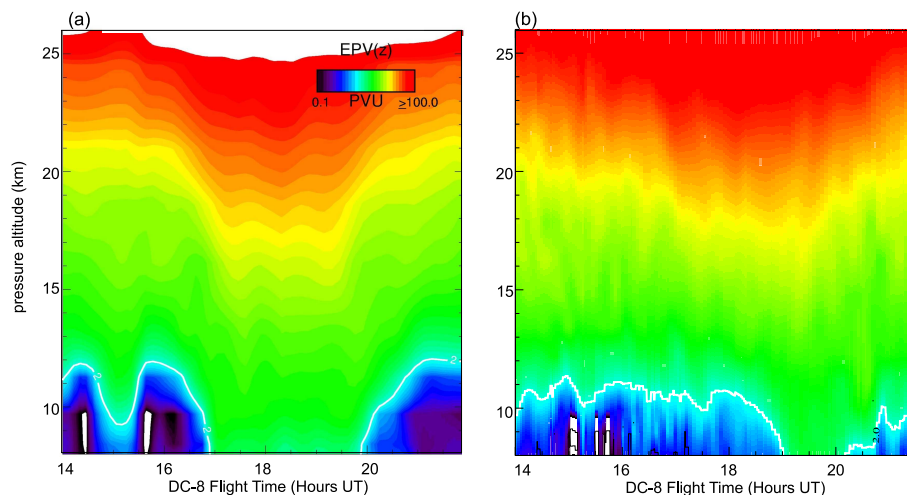 (a)
(b)
EPV(z)
0.1 PVU ≥100.0
25
20
15
10
pressure altitude (km)
2
2
14 16 18 20
DC-8 Flight Time (Hours UT)
25
20
15
10
2.0
14 16 18 20
DC-8 Flight Time (Hours UT)